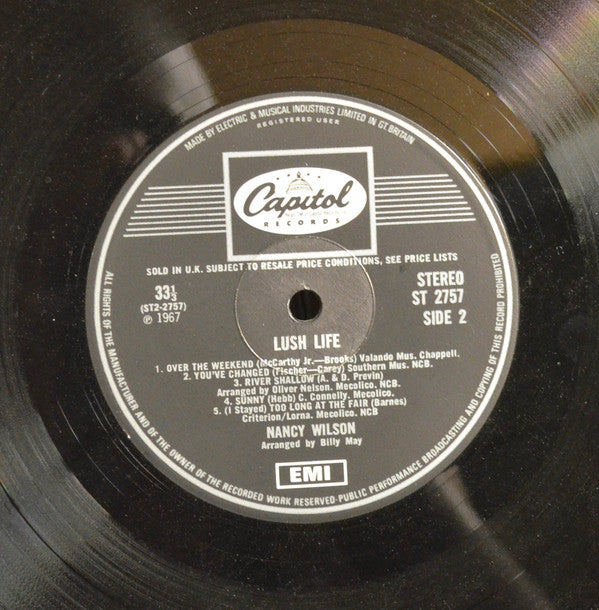 MADE BY ELECTRIC & MUSICAL INDUSTRIES LIMITED IN GT. BRITAIN
REGISTERED USER
Capitol
RECORDS
SOLD IN U.K. SUBJECT TO RESALE PRICE CONDITIONS, SEE PRICE LISTS
33⅓
(ST2-2757)
℗ 1967
STEREO
ST 2757
SIDE 2
LUSH LIFE
1. OVER THE WEEKEND (McCarthy Jr.—Brooks) Valando Mus. Chappell.
2. YOU'VE CHANGED (Fischer—Carey) Southern Mus. NCB.
3. RIVER SHALLOW (A. & D. Previn)
Arranged by Oliver Nelson. Mecolico. NCB.
4. SUNNY (Hebb) C. Connelly. Mecolico.
5. (I Stayed) TOO LONG AT THE FAIR (Barnes)
Criterion/Lorna. Mecolico. NCB
NANCY WILSON
Arranged by Billy May
EMI
ALL RIGHTS OF THE MANUFACTURER AND OF THE OWNER OF THE RECORDED WORK RESERVED·PUBLIC PERFORMANCE BROADCASTING AND COPYING OF THIS RECORD PROHIBITED